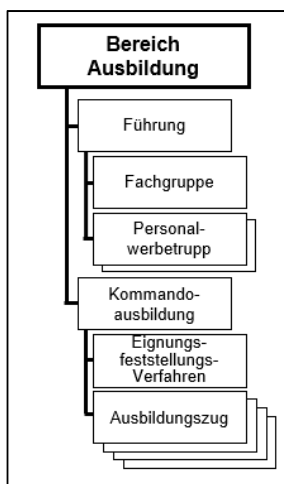 Bereich
Ausbildung
Führung
Fachgruppe
Personal-
werbetrupp
Kommando-
ausbildung
Eignungs-
feststellungs-
Verfahren
Ausbildungszug